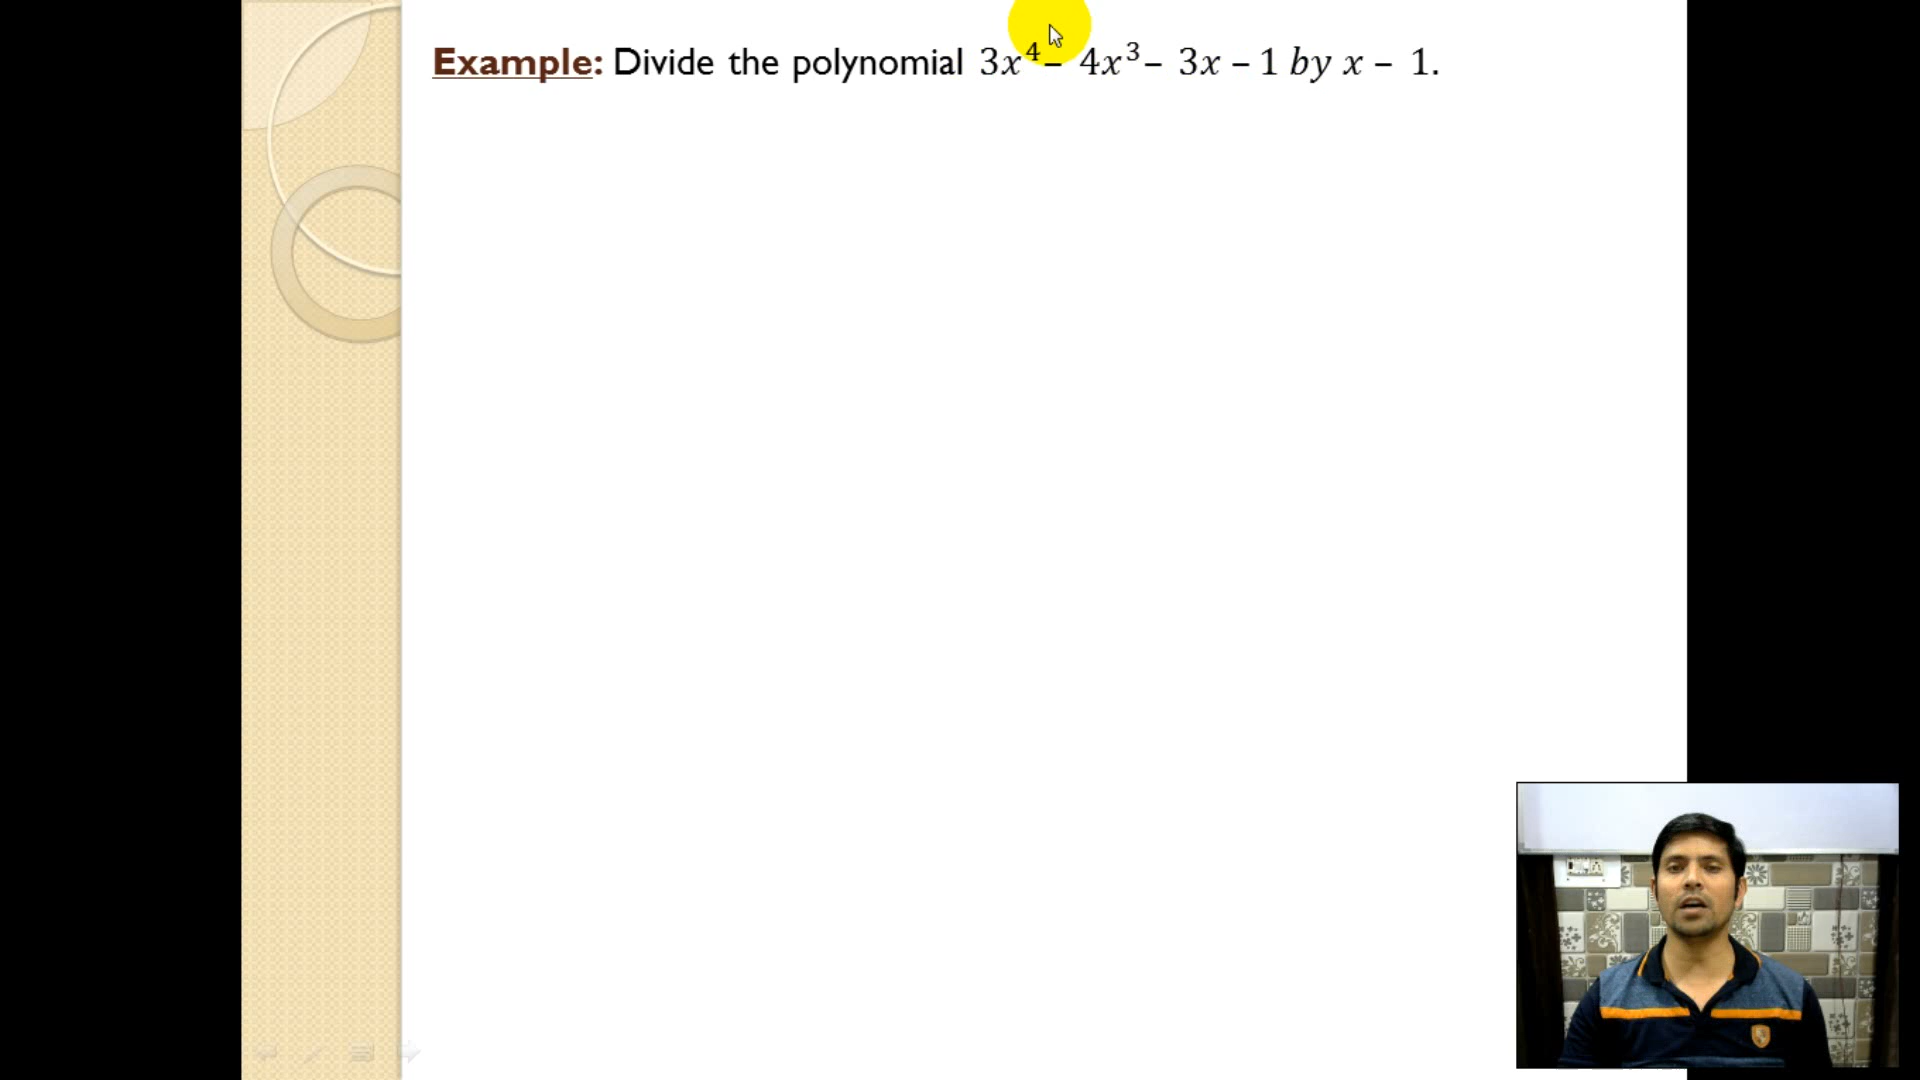 Example: Divide the polynomial 3x⁴ – 4x³ – 3x – 1 by x – 1.